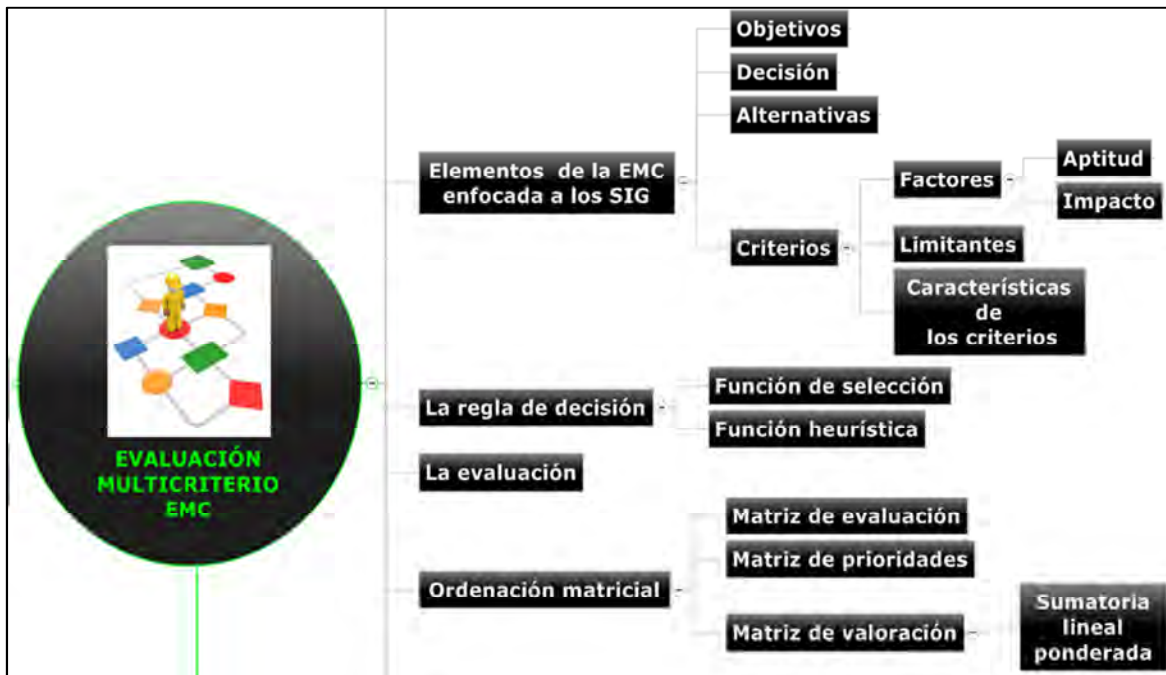 EVALUACIÓN
MULTICRITERIO
EMC
Elementos de la EMC
enfocada a los SIG
Objetivos
Decisión
Alternativas
Criterios
Factores
Aptitud
Impacto
Limitantes
Características
de
los criterios
La regla de decisión
Función de selección
Función heurística
La evaluación
Ordenación matricial
Matriz de evaluación
Matriz de prioridades
Matriz de valoración
Sumatoria
lineal
ponderada